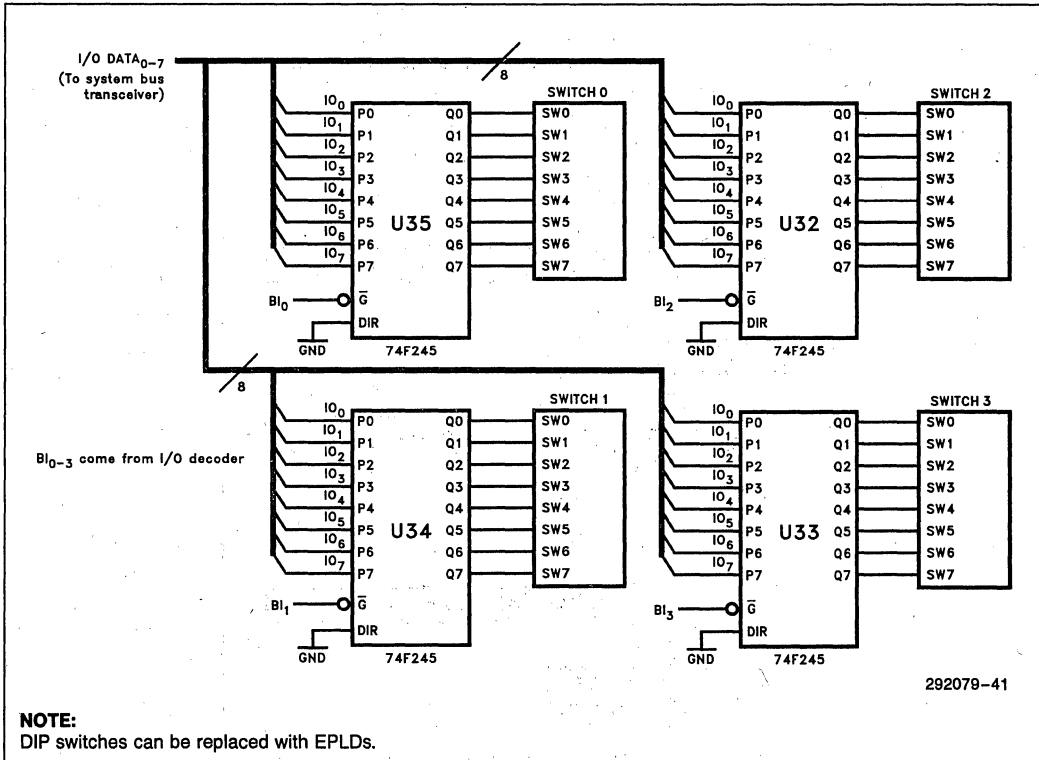 I/O DATA0-7
(To system bus
transceiver)
8
SWITCH 0
IO0 P0 Q0 SW0
IO1 P1 Q1 SW1
IO2 P2 Q2 SW2
IO3 P3 Q3 SW3
IO4 P4 Q4 SW4
IO5 P5 U35 Q5 SW5
IO6 P6 Q6 SW6
IO7 P7 Q7 SW7
BI0 G̅
DIR
GND 74F245
SWITCH 2
IO0 P0 Q0 SW0
IO1 P1 Q1 SW1
IO2 P2 Q2 SW2
IO3 P3 Q3 SW3
IO4 P4 Q4 SW4
IO5 P5 U32 Q5 SW5
IO6 P6 Q6 SW6
IO7 P7 Q7 SW7
BI2 G̅
DIR
GND 74F245
8
BI0-3 come from I/O decoder
SWITCH 1
IO0 P0 Q0 SW0
IO1 P1 Q1 SW1
IO2 P2 Q2 SW2
IO3 P3 Q3 SW3
IO4 P4 Q4 SW4
IO5 P5 U34 Q5 SW5
IO6 P6 Q6 SW6
IO7 P7 Q7 SW7
BI1 G̅
DIR
GND 74F245
SWITCH 3
IO0 P0 Q0 SW0
IO1 P1 Q1 SW1
IO2 P2 Q2 SW2
IO3 P3 Q3 SW3
IO4 P4 Q4 SW4
IO5 P5 U33 Q5 SW5
IO6 P6 Q6 SW6
IO7 P7 Q7 SW7
BI3 G̅
DIR
GND 74F245
292079-41
NOTE:
DIP switches can be replaced with EPLDs.